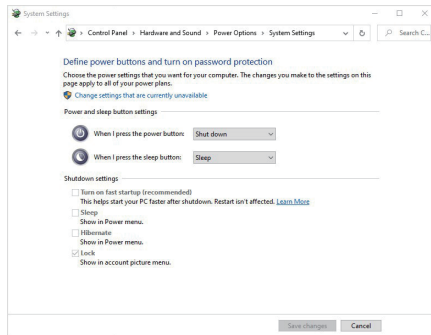 System Settings
Control Panel > Hardware and Sound > Power Options > System Settings
Search C...
Define power buttons and turn on password protection
Choose the power settings that you want for your computer. The changes you make to the settings on this
page apply to all of your power plans.
Change settings that are currently unavailable
Power and sleep button settings
When I press the power button: Shut down
When I press the sleep button: Sleep
Shutdown settings
Turn on fast startup (recommended)
This helps start your PC faster after shutdown. Restart isn't affected. Learn More
Sleep
Show in Power menu.
Hibernate
Show in Power menu.
Lock
Show in account picture menu.
Save changes Cancel